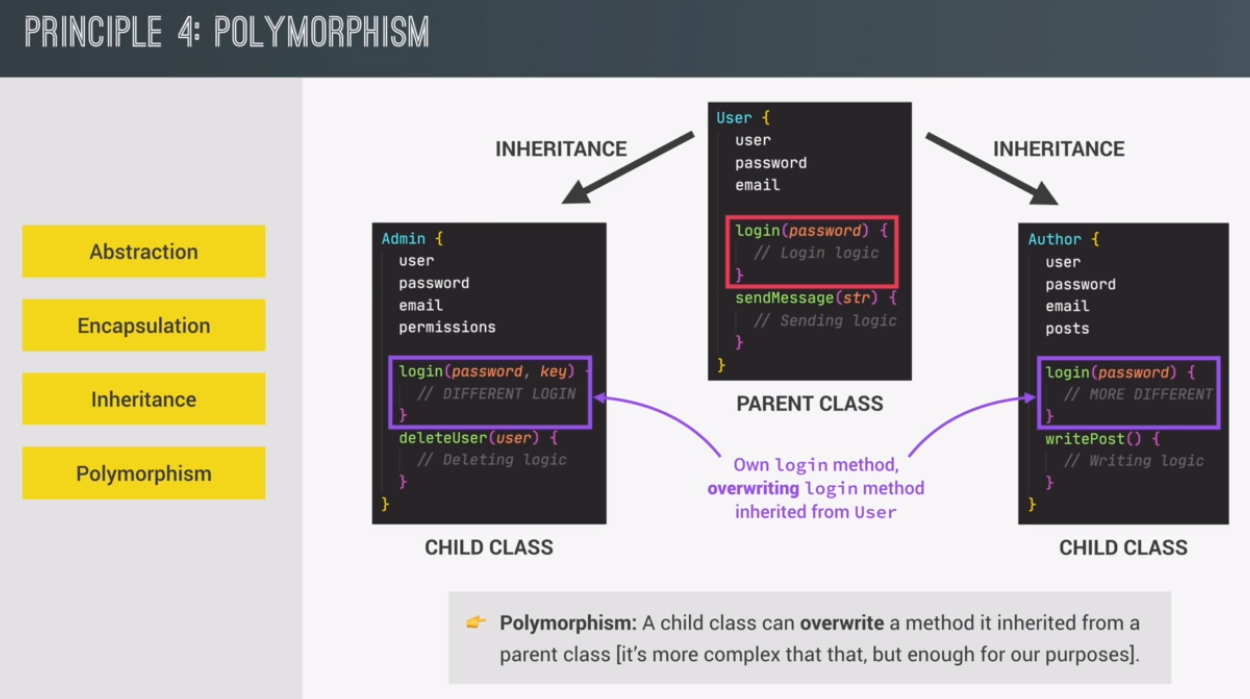 PRINCIPLE 4: POLYMORPHISM
Abstraction
Encapsulation
Inheritance
Polymorphism
INHERITANCE
INHERITANCE
User {
user
password
email
login(password) {
// Login logic
}
sendMessage(str) {
// Sending logic
}
}
PARENT CLASS
Admin {
user
password
email
permissions
login(password, key) {
// DIFFERENT LOGIN
}
deleteUser(user) {
// Deleting logic
}
}
CHILD CLASS
Author {
user
password
email
posts
login(password) {
// MORE DIFFERENT
}
writePost() {
// Writing logic
}
}
CHILD CLASS
Own login method,
overwriting login method
inherited from User
👉 Polymorphism: A child class can overwrite a method it inherited from a
parent class [it’s more complex that that, but enough for our purposes].